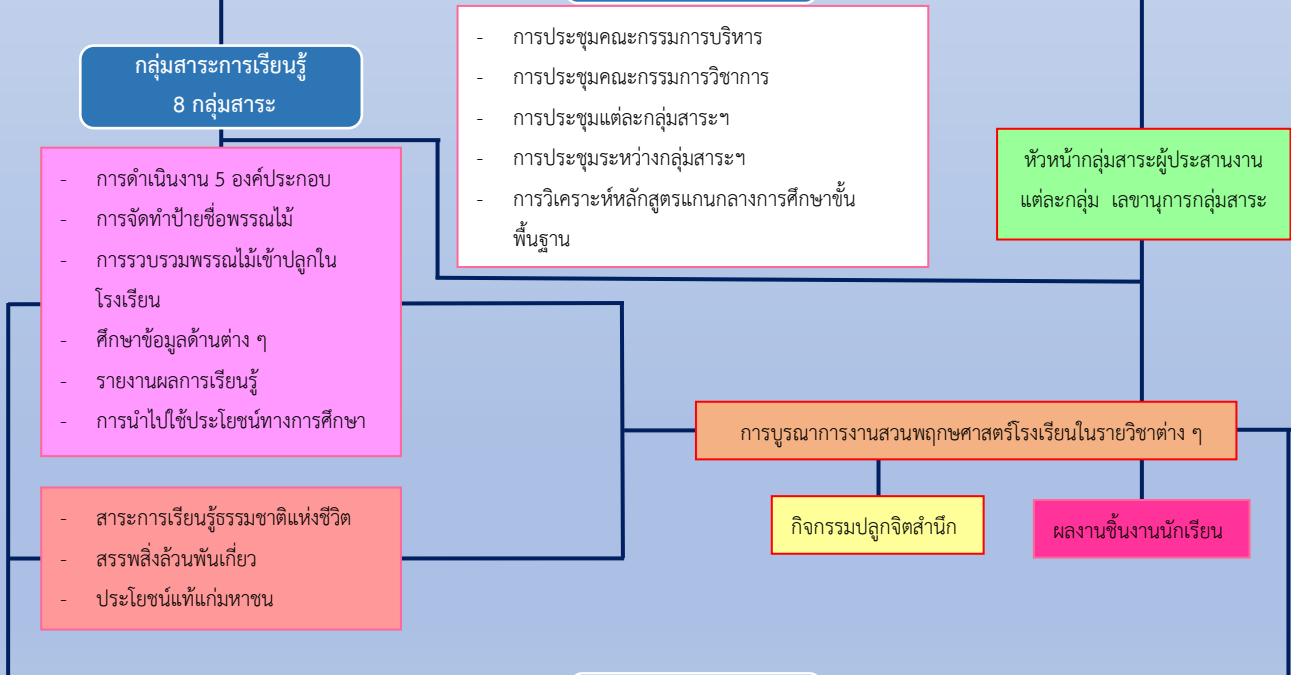 กลุ่มสาระการเรียนรู้
8 กลุ่มสาระ
- การประชุมคณะกรรมการบริหาร
- การประชุมคณะกรรมการวิชาการ
- การประชุมแต่ละกลุ่มสาระฯ
- การประชุมระหว่างกลุ่มสาระฯ
- การวิเคราะห์หลักสูตรแกนกลางการศึกษาขั้น
พื้นฐาน
หัวหน้ากลุ่มสาระผู้ประสานงาน
แต่ละกลุ่ม เลขานุการกลุ่มสาระ
- การดำเนินงาน 5 องค์ประกอบ
- การจัดทำป้ายชื่อพรรณไม้
- การรวบรวมพรรณไม้เข้าปลูกใน
โรงเรียน
- ศึกษาข้อมูลด้านต่าง ๆ
- รายงานผลการเรียนรู้
- การนำไปใช้ประโยชน์ทางการศึกษา
การบูรณาการงานสวนพฤกษศาสตร์โรงเรียนในรายวิชาต่าง ๆ
- สาระการเรียนรู้ธรรมชาติแห่งชีวิต
- สรรพสิ่งล้วนพันเกี่ยว
- ประโยชน์แท้แก่มหาชน
กิจกรรมปลูกจิตสำนึก
ผลงานชิ้นงานนักเรียน